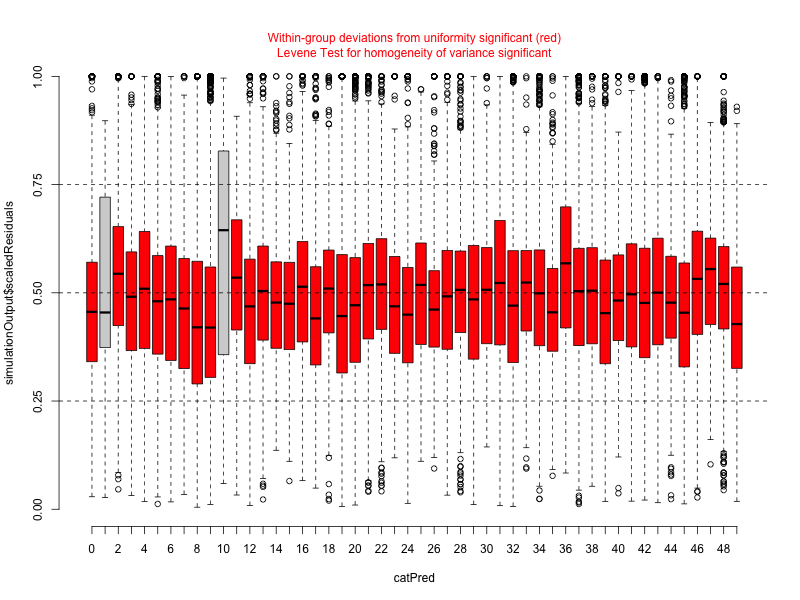 Within-group deviations from uniformity significant (red)
Levene Test for homogeneity of variance significant
simulationOutput$scaledResiduals
1.00
0.75
0.50
0.25
0.00
0 2 4 6 8 10 12 14 16 18 20 22 24 26 28 30 32 34 36 38 40 42 44 46 48
catPred